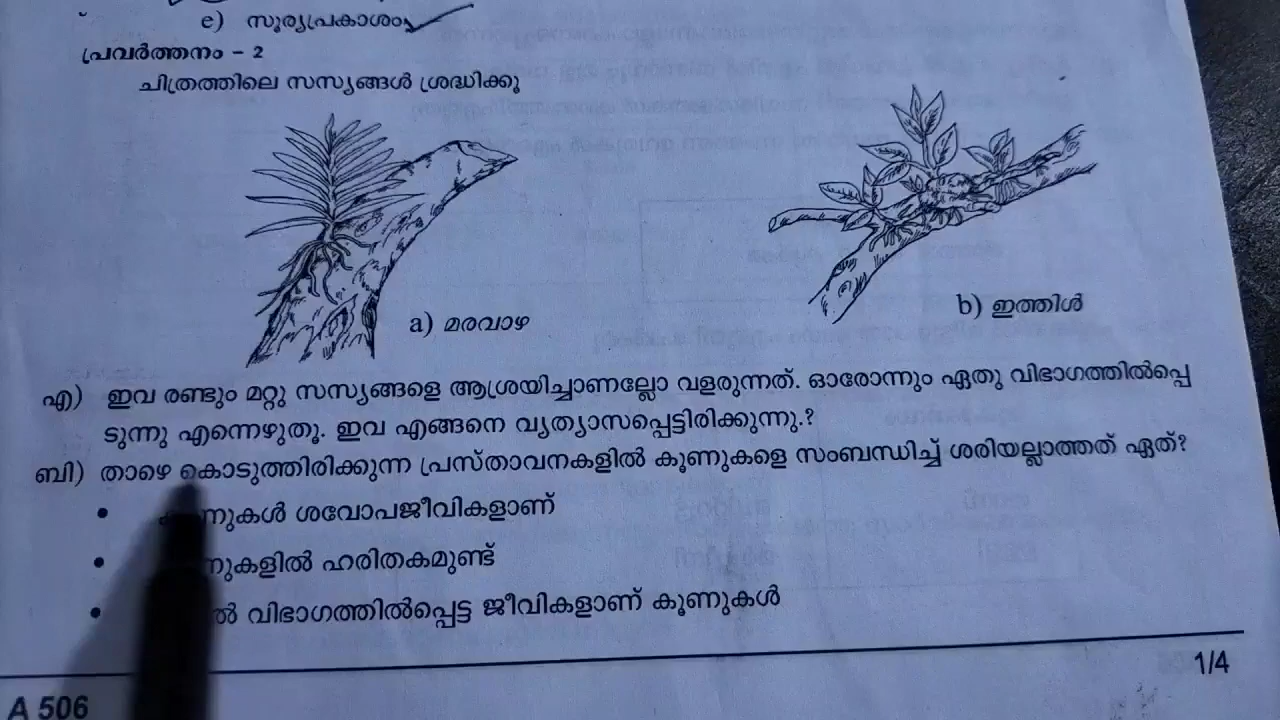 e) സൂര്യപ്രകാശം
പ്രവർത്തനം - 2
ചിത്രത്തിലെ സസ്യങ്ങൾ ശ്രദ്ധിക്കൂ
a) മരവാഴ
b) ഇത്തിൾ
എ) ഇവ രണ്ടും മറ്റു സസ്യങ്ങളെ ആശ്രയിച്ചാണല്ലോ വളരുന്നത്. ഓരോന്നും ഏതു വിഭാഗത്തിൽപ്പെ
ടുന്നു എന്നെഴുതൂ. ഇവ എങ്ങനെ വ്യത്യാസപ്പെട്ടിരിക്കുന്നു.?
ബി) താഴെ കൊടുത്തിരിക്കുന്ന പ്രസ്താവനകളിൽ കൂണുകളെ സംബന്ധിച്ച് ശരിയല്ലാത്തത് ഏത്?
• ശവോപജീവികളാണ്
• ഹരിതകമുണ്ട്
• വിഭാഗത്തിൽപ്പെട്ട ജീവികളാണ് കൂണുകൾ
A 506
1/4